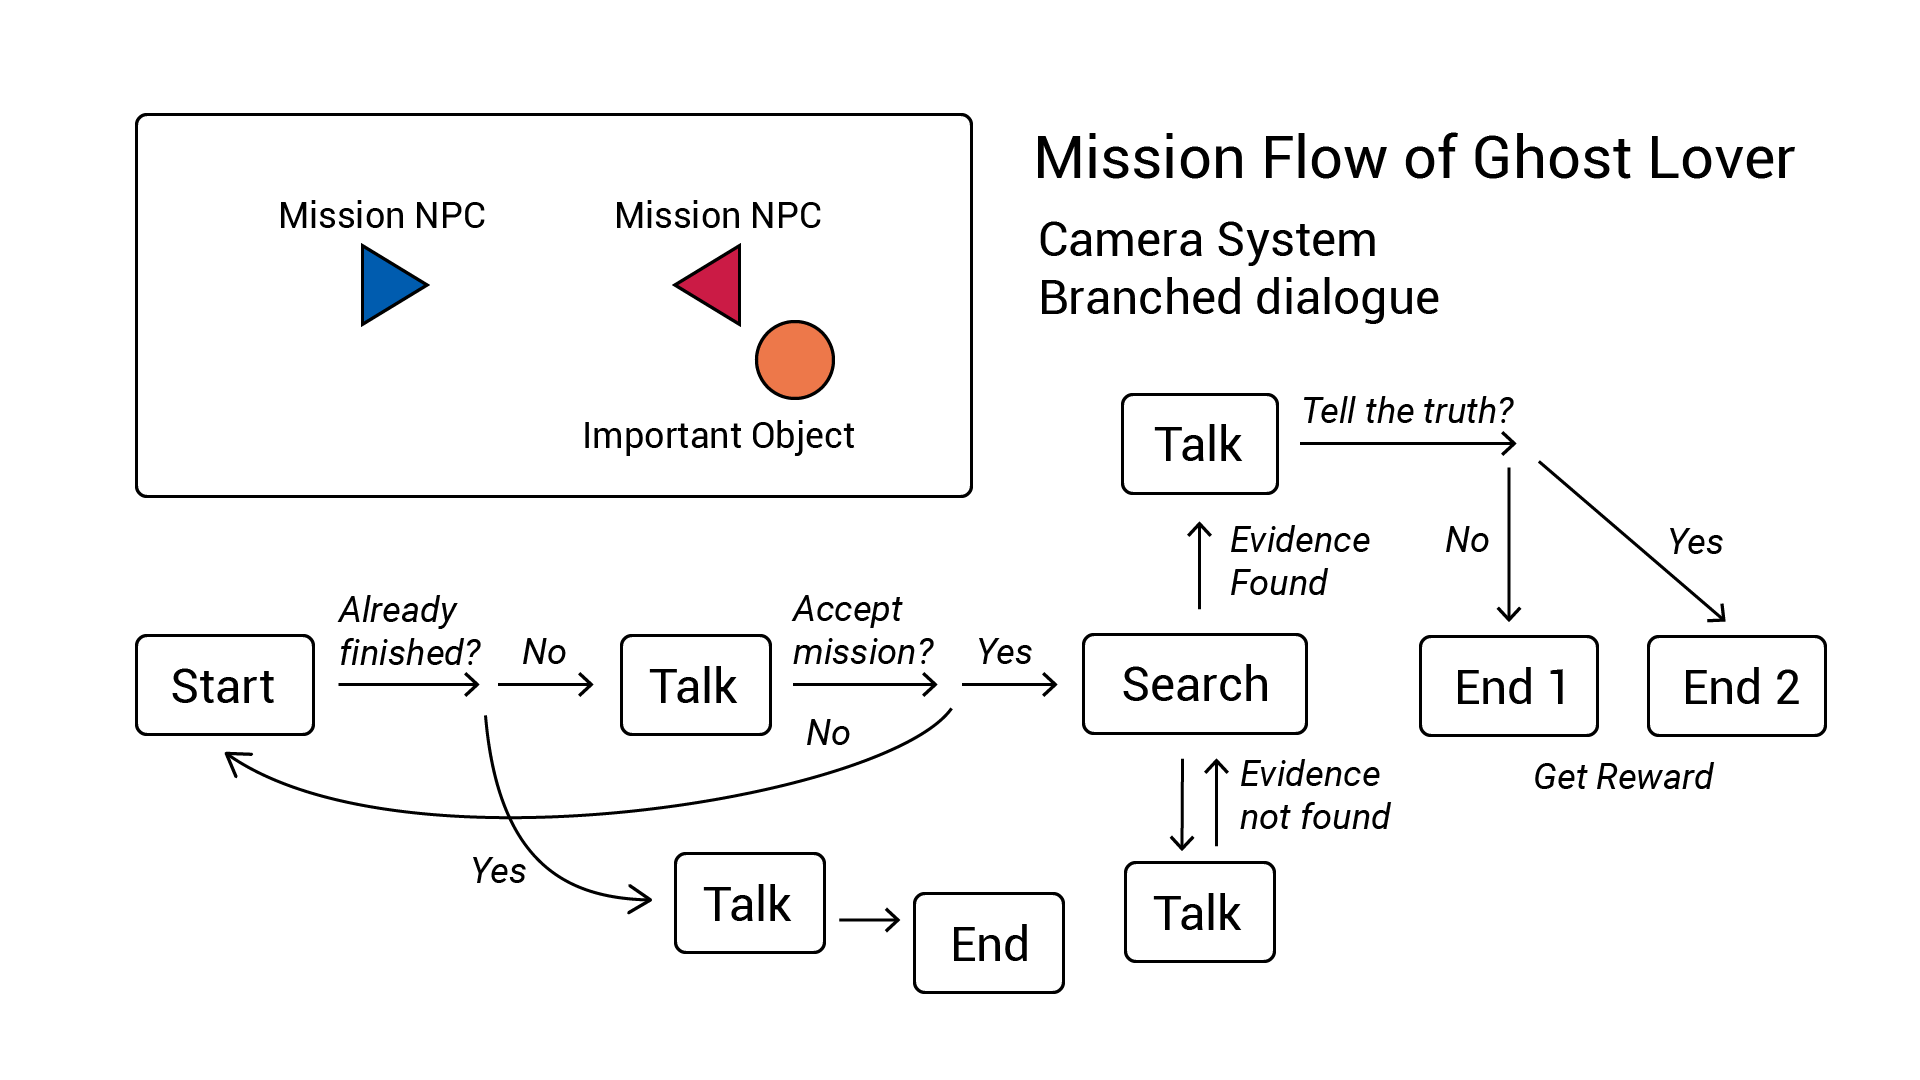 Mission Flow of Ghost Lover
Camera System
Branched dialogue
Mission NPC
Mission NPC
Important Object
Talk
Tell the truth?
No
Yes
Evidence
Found
Start
Already
finished?
No
Talk
Accept
mission?
Yes
No
Search
End 1
End 2
Get Reward
Evidence
not found
Yes
Talk
End
Talk